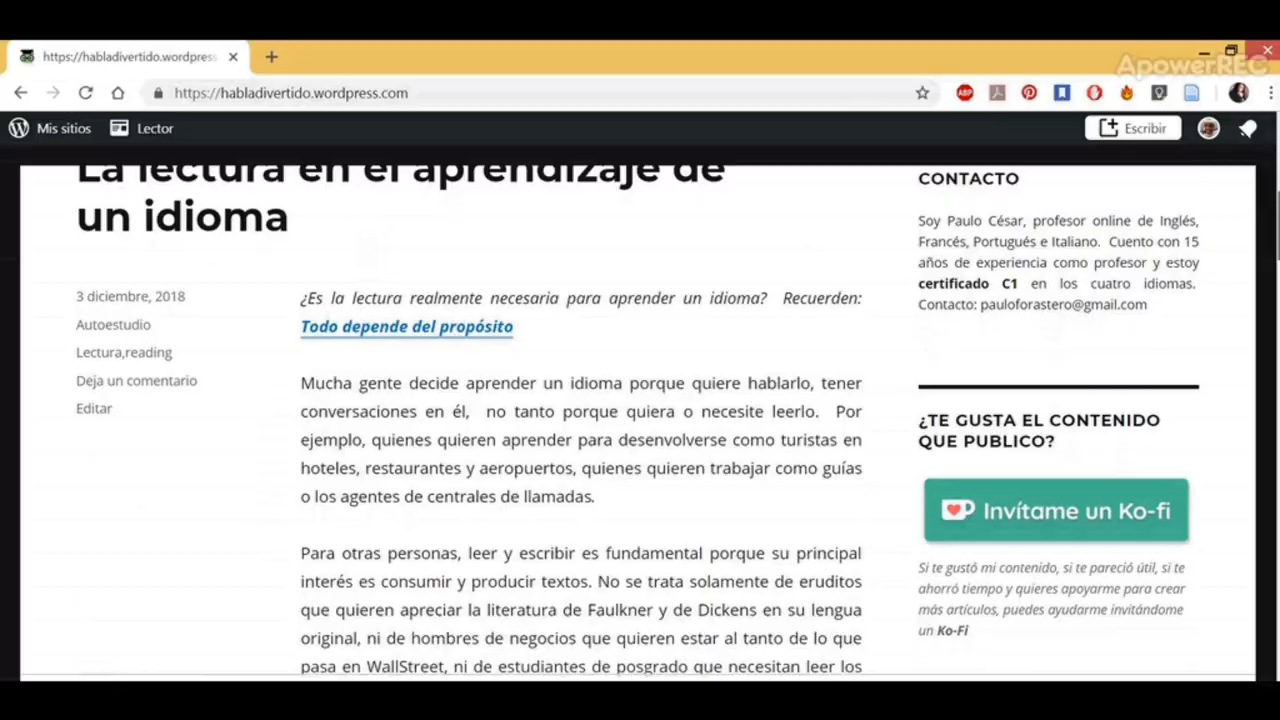 ApowerREC
https://habladivertido.wordpress
https://habladivertido.wordpress.com
ABP
Mis sitios
Lector
Escribir
La lectura en el aprendizaje de
un idioma
3 diciembre, 2018
Autoestudio
Lectura,reading
Deja un comentario
Editar
¿Es la lectura realmente necesaria para aprender un idioma? Recuerden:
Todo depende del propósito
Mucha gente decide aprender un idioma porque quiere hablarlo, tener
conversaciones en él, no tanto porque quiera o necesite leerlo. Por
ejemplo, quienes quieren aprender para desenvolverse como turistas en
hoteles, restaurantes y aeropuertos, quienes quieren trabajar como guías
o los agentes de centrales de llamadas.
Para otras personas, leer y escribir es fundamental porque su principal
interés es consumir y producir textos. No se trata solamente de eruditos
que quieren apreciar la literatura de Faulkner y de Dickens en su lengua
original, ni de hombres de negocios que quieren estar al tanto de lo que
pasa en WallStreet, ni de estudiantes de posgrado que necesitan leer los
CONTACTO
Soy Paulo César, profesor online de Inglés,
Francés, Portugués e Italiano. Cuento con 15
años de experiencia como profesor y estoy
certificado C1 en los cuatro idiomas.
Contacto: pauloforastero@gmail.com
¿TE GUSTA EL CONTENIDO
QUE PUBLICO?
Invítame un Ko-fi
Si te gustó mi contenido, si te pareció útil, si te
ahorró tiempo y quieres apoyarme para crear
más artículos, puedes ayudarme invitándome
un Ko-Fi